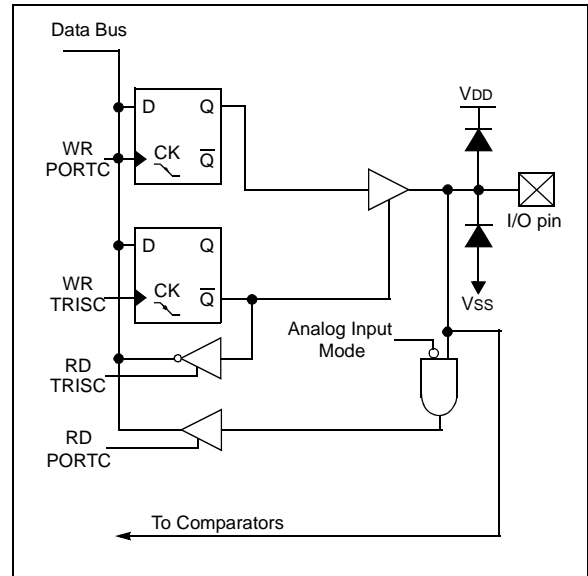 Data Bus
D Q
WR
PORTC
CK
Q
VDD
I/O pin
D Q
WR
TRISC
CK
Q
VSS
Analog Input
Mode
RD
TRISC
RD
PORTC
To Comparators